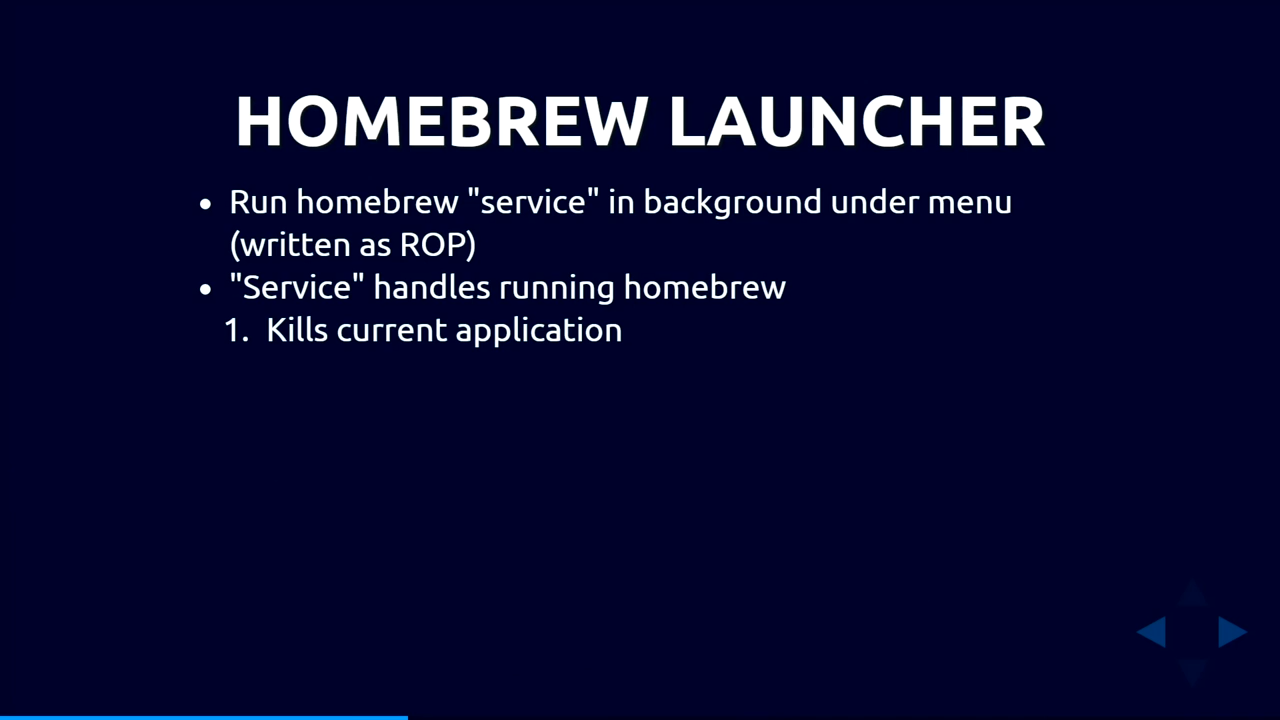 HOMEBREW LAUNCHER
• Run homebrew "service" in background under menu
(written as ROP)
• "Service" handles running homebrew
1. Kills current application